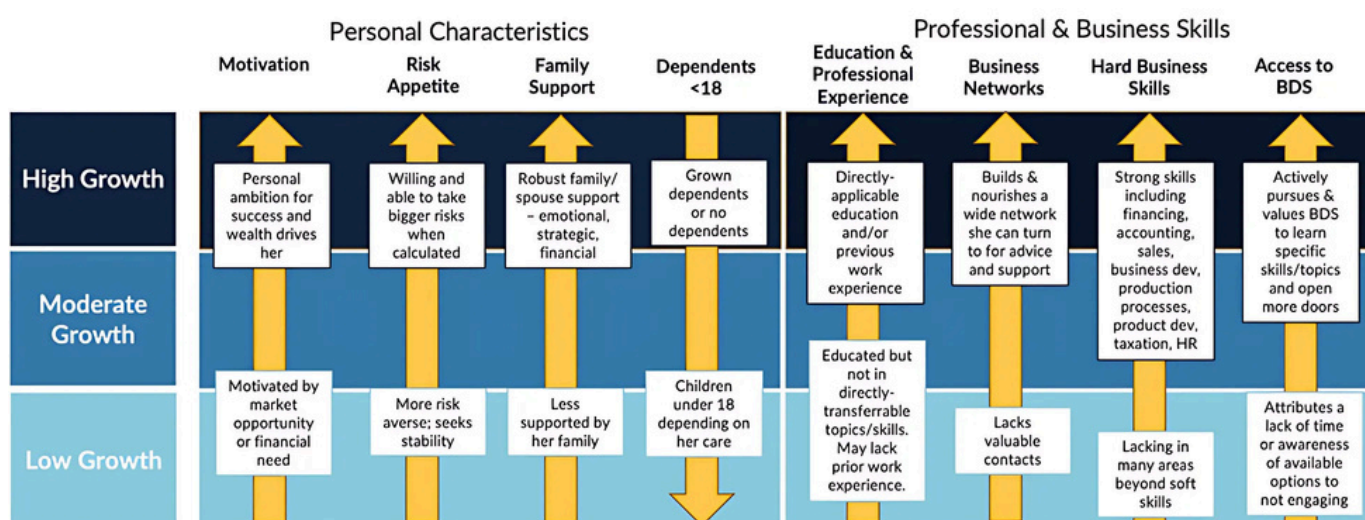 Personal Characteristics
Professional & Business Skills
Motivation
Risk
Appetite
Family
Support
Dependents
<18
Education &
Professional
Experience
Business
Networks
Hard Business
Skills
Access to
BDS
High Growth
Personal
ambition for
success and
wealth drives
her
Willing and
able to take
bigger risks
when
calculated
Robust family/
spouse support
– emotional,
strategic,
financial
Grown
dependents
or no
dependents
Directly-
applicable
education
and/or
previous
work
experience
Builds &
nourishes a
wide network
she can turn
to for advice
and support
Strong skills
including
financing,
accounting,
sales,
business dev,
production
processes,
product dev,
taxation, HR
Actively
pursues &
values BDS
to learn
specific
skills/topics
and open
more doors
Moderate
Growth
Low Growth
Motivated by
market
opportunity
or financial
need
More risk
averse; seeks
stability
Less
supported by
her family
Children
under 18
depending on
her care
Educated but
not in
directly-
transferrable
topics/skills.
May lack
prior work
experience.
Lacks
valuable
contacts
Lacking in
many areas
beyond soft
skills
Attributes a
lack of time
or awareness
of available
options to
not engaging